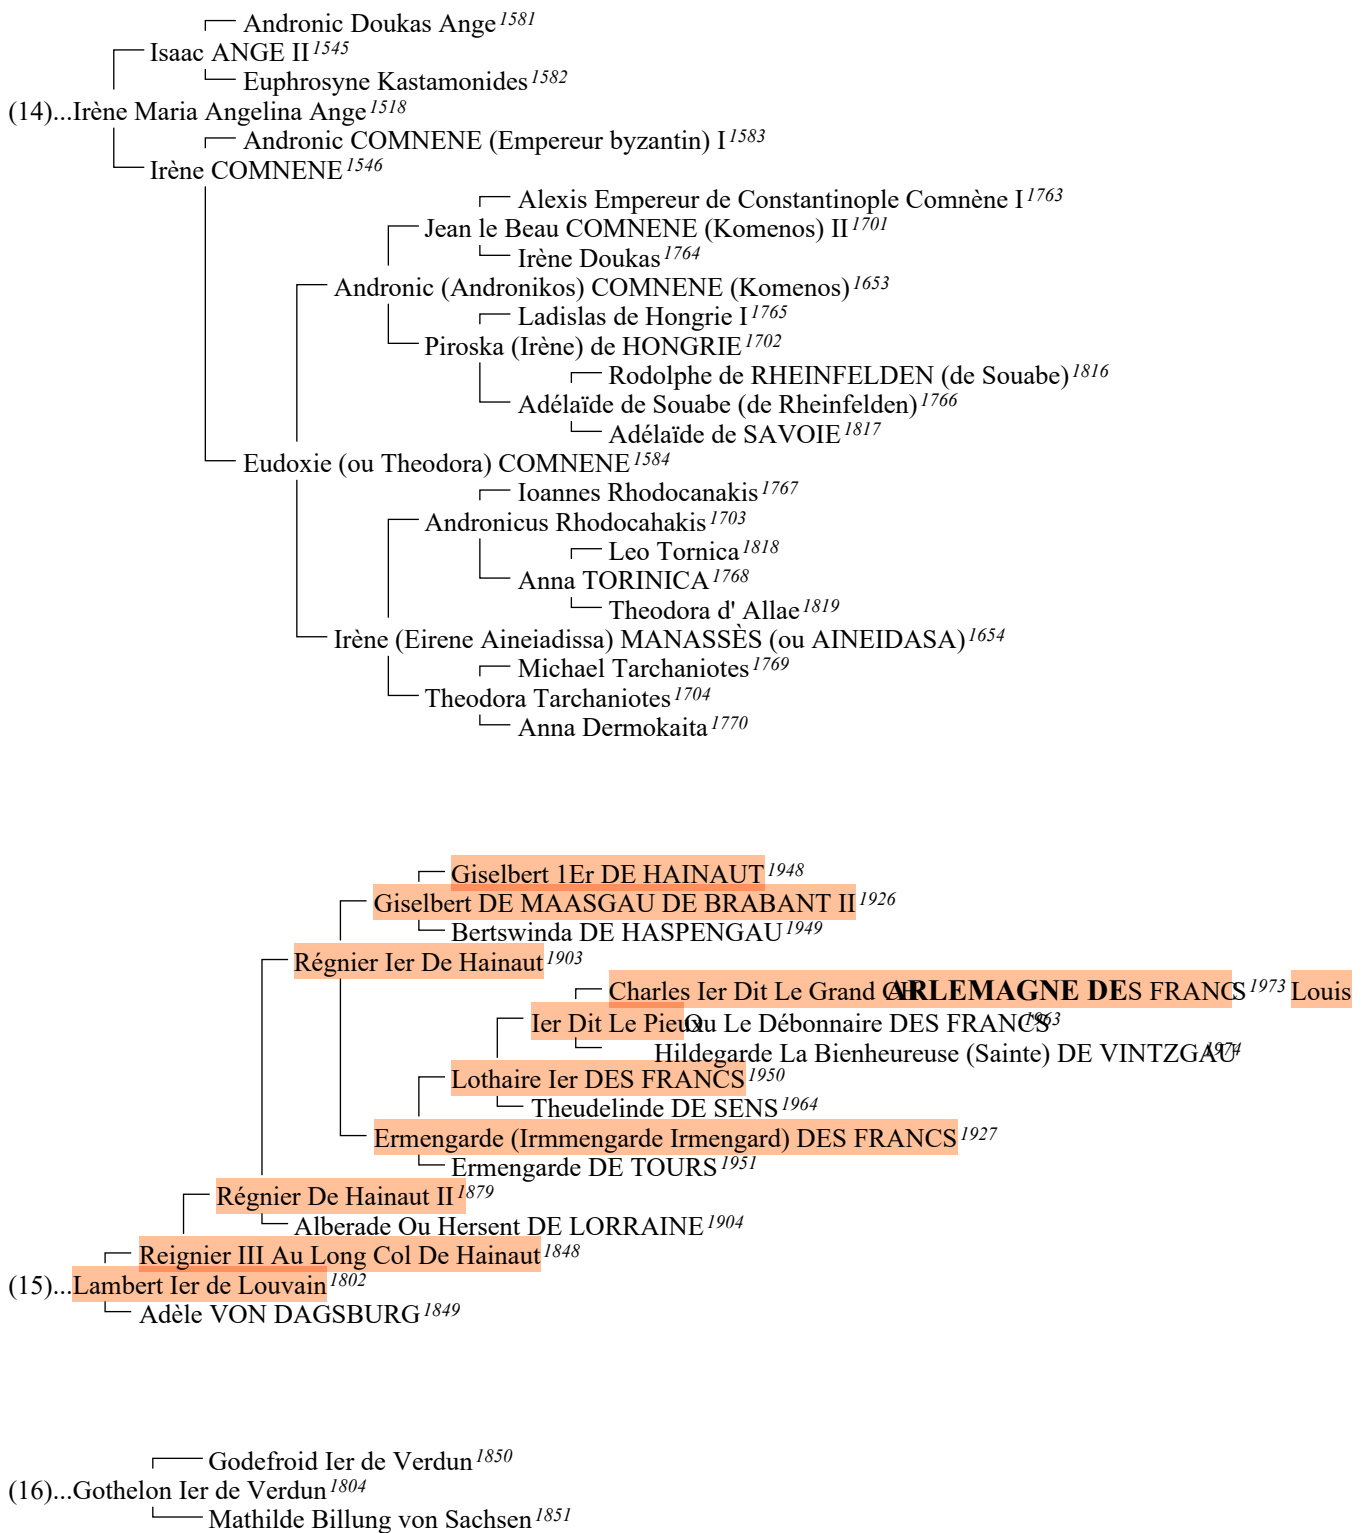 Andronic Doukas Ange 1581
Isaac ANGE II 1545
Euphrosyne Kastamonides 1582
(14)...Irène Maria Angelina Ange 1518
Andronic COMNENE (Empereur byzantin) I 1583
Irène COMNENE 1546
Alexis Empereur de Constantinople Comnène I 1763
Jean le Beau COMNENE (Komenos) II 1701
Irène Doukas 1764
Andronic (Andronikos) COMNENE (Komenos) 1653
Ladislas de Hongrie I 1765
Piroska (Irène) de HONGRIE 1702
Rodolphe de RHEINFELDEN (de Souabe) 1816
Adélaïde de Souabe (de Rheinfelden) 1766
Adélaïde de SAVOIE 1817
Eudoxie (ou Theodora) COMNENE 1584
Ioannes Rhodocanakis 1767
Andronicus Rhodocahakis 1703
Leo Tornica 1818
Anna TORINICA 1768
Theodora d' Allae 1819
Irène (Eirene Aineiadissa) MANASSÈS (ou AINEIDASA) 1654
Michael Tarchaniotes 1769
Theodora Tarchaniotes 1704
Anna Dermokaita 1770
Giselbert 1Er DE HAINAUT 1948
Giselbert DE MAASGAU DE BRABANT II 1926
Bertswinda DE HASPENGAU 1949
Régnier Ier De Hainaut 1903
Charles Ier Dit Le Grand CHARLEMAGNE DES FRANCS 1973 Louis
Ier Dit Le Pieux Ou Le Débonnaire DES FRANCS 1963
Hildegarde La Bienheureuse (Sainte) DE VINTZGAU 1974
Lothaire Ier DES FRANCS 1950
Theudelinde DE SENS 1964
Ermengarde (Irmmengarde Irmengard) DES FRANCS 1927
Ermengarde DE TOURS 1951
Régnier De Hainaut II 1879
Alberade Ou Hersent DE LORRAINE 1904
Reignier III Au Long Col De Hainaut 1848
(15)...Lambert Ier de Louvain 1802
Adèle VON DAGSBURG 1849
Godefroid Ier de Verdun 1850
(16)...Gothelon Ier de Verdun 1804
Mathilde Billung von Sachsen 1851